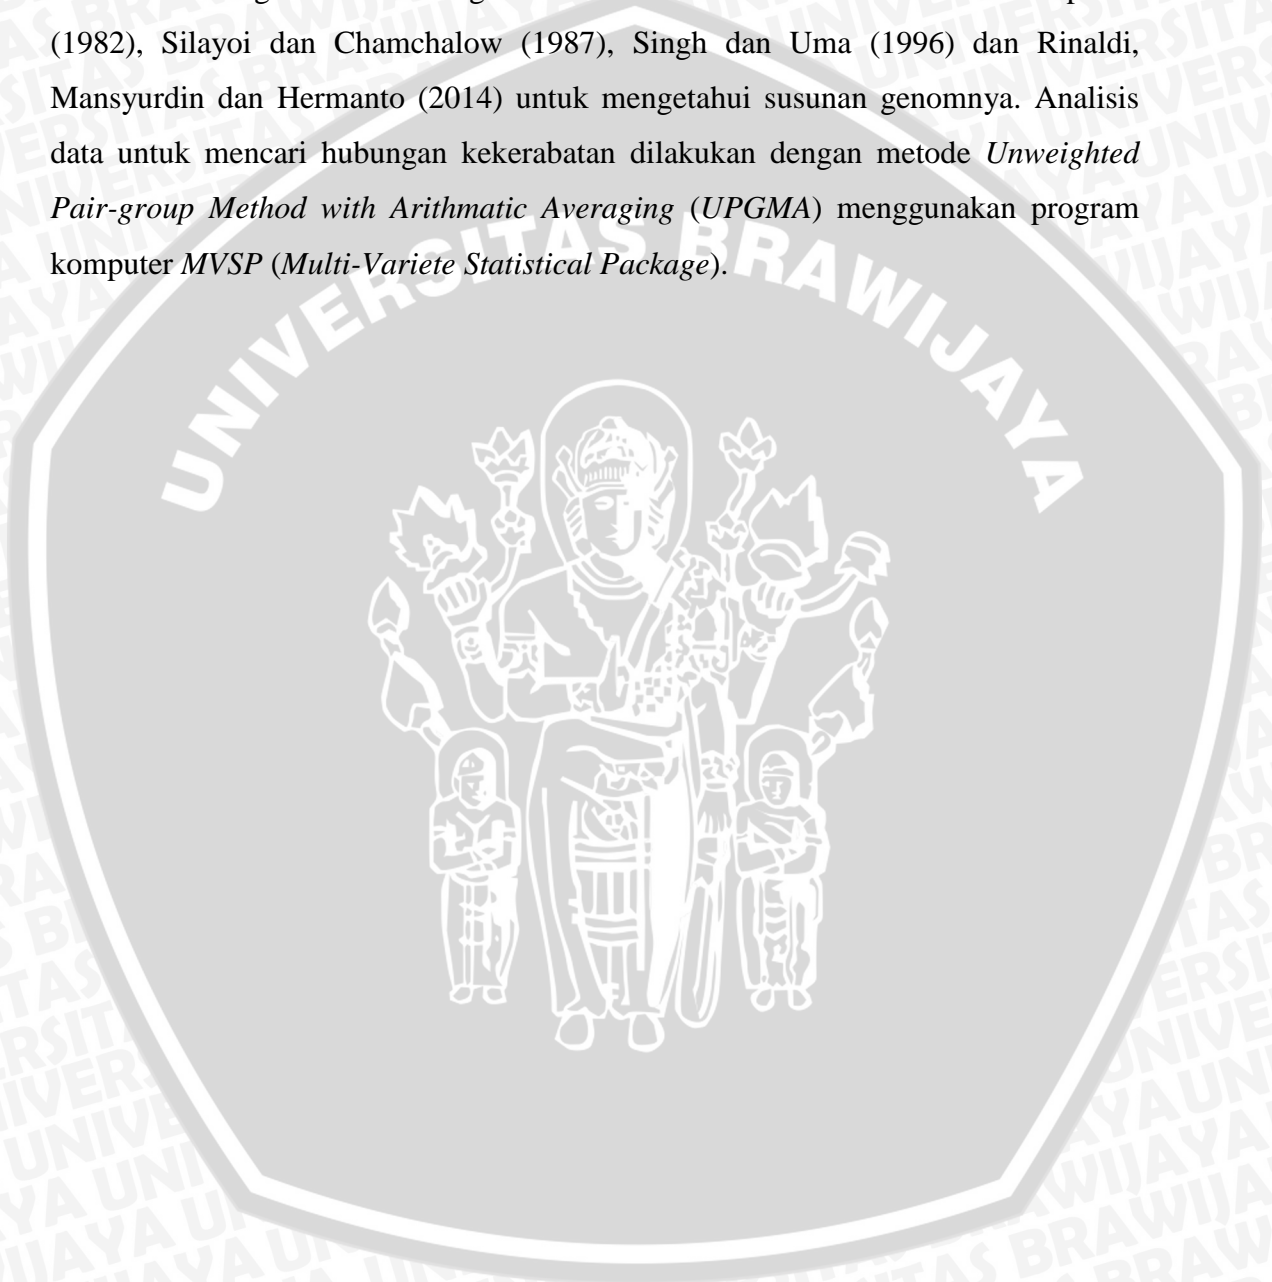 (1982), Silayoi dan Chamchalow (1987), Singh dan Uma (1996) dan Rinaldi,
Mansyurdin dan Hermanto (2014) untuk mengetahui susunan genomnya. Analisis
data untuk mencari hubungan kekerabatan dilakukan dengan metode Unweighted
Pair-group Method with Arithmatic Averaging (UPGMA) menggunakan program
komputer MVSP (Multi-Variete Statistical Package).
UNIVERSITAS BRAWIJAYA